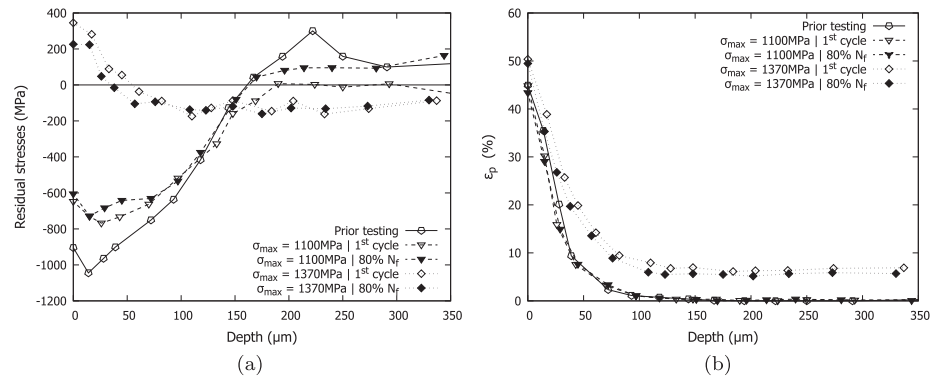 600
400
200
0
-200
-400
-600
-800
-1000
-1200
Residual stresses (MPa)
0 50 100 150 200 250 300 350
Depth (µm)
Prior testing
σmax = 1100MPa | 1st cycle
σmax = 1100MPa | 80% Nf
σmax = 1370MPa | 1st cycle
σmax = 1370MPa | 80% Nf
(a)
60
50
40
30
20
10
0
εp (%)
0 50 100 150 200 250 300 350
Depth (µm)
Prior testing
σmax = 1100MPa | 1st cycle
σmax = 1100MPa | 80% Nf
σmax = 1370MPa | 1st cycle
σmax = 1370MPa | 80% Nf
(b)